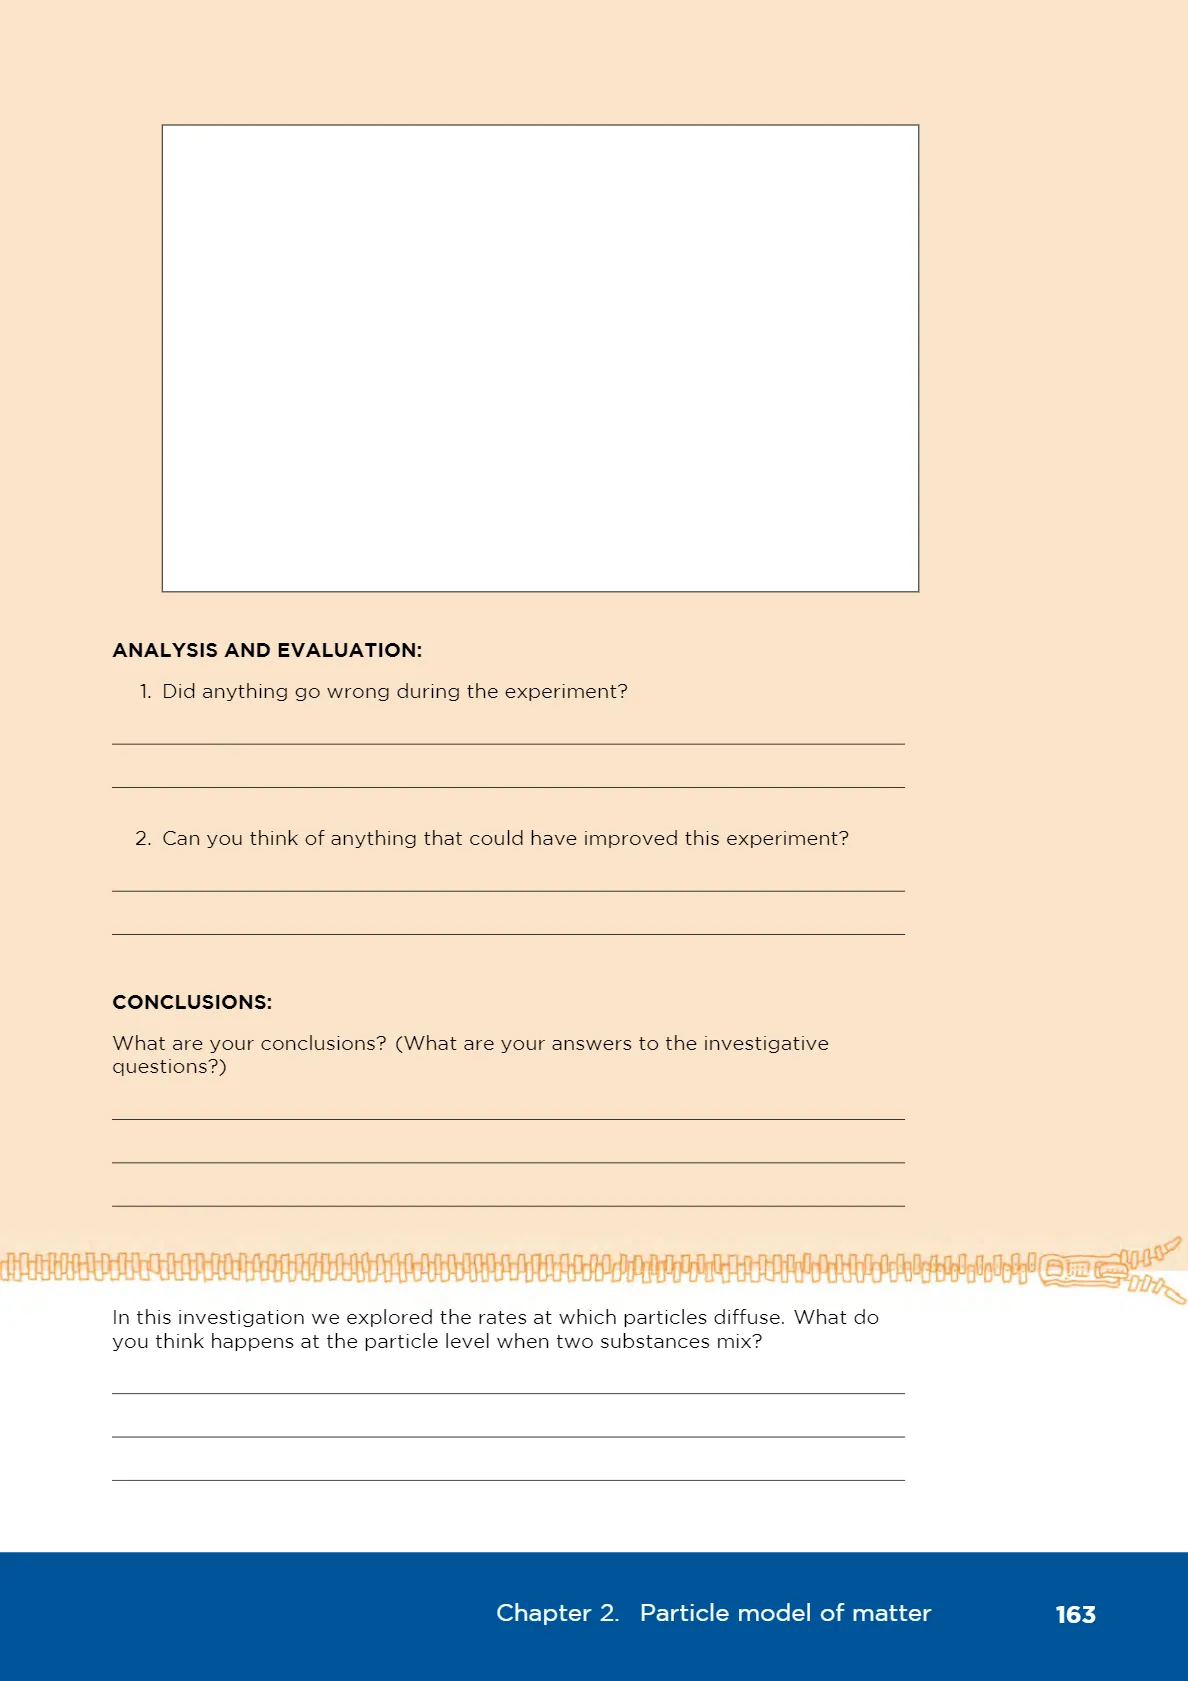 ANALYSIS AND EVALUATION:
1. Did anything go wrong during the experiment?
2. Can you think of anything that could have improved this experiment?
CONCLUSIONS:
What are your conclusions? (What are your answers to the investigative
questions?)
In this investigation we explored the rates at which particles diffuse. What do
you think happens at the particle level when two substances mix?
Chapter 2. Particle model of matter 163